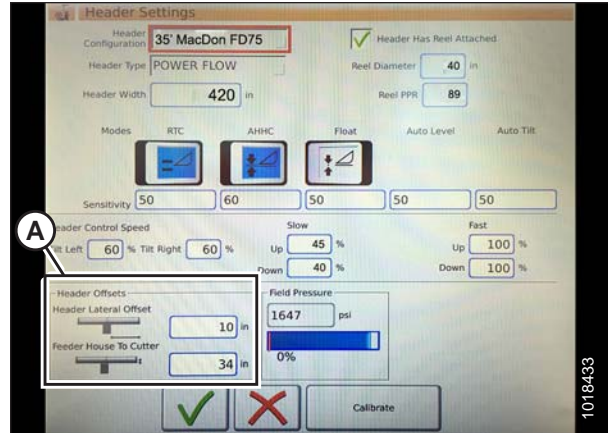 Header Settings
Header Configuration 35' MacDon FD75 Header Has Reel Attached
Header Type POWER FLOW Reel Diameter 40 in
Header Width 420 in Reel PPR 89
Modes RTC AHHC Float Auto Level Auto Tilt
Sensitivity 50 60 50 50 50
Header Control Speed Slow Fast
Tilt Left 60 % Tilt Right 60 % Up 45 % Up 100 %
Down 40 % Down 100 %
A
Header Offsets Field Pressure
Header Lateral Offset
10 in 1647 psi
Feeder House To Cutter
34 in 0%
Calibrate
1018433